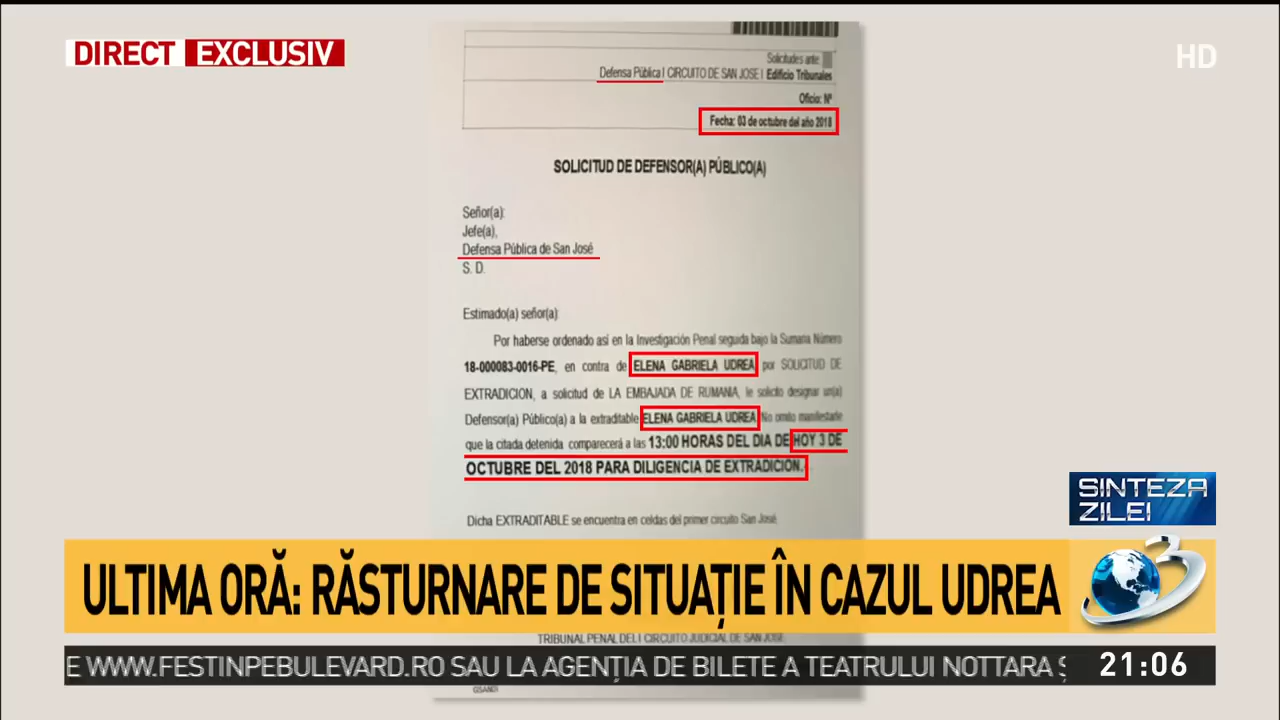 DIRECT EXCLUSIV
HD
Solicitudes ante
Defensa Pública I CIRCUITO DE SAN JOSE I Edificio Tribunales
Oficio: Nº
Fecha: 03 de octubre del año 2018
SOLICITUD DE DEFENSOR(A) PÚBLICO(A)
Señor(a):
Jefe(a),
Defensa Pública de San José
S. D.
Estimado(a) señor(a):
Por haberse ordenado así en la Investigación Penal seguida bajo la Sumaria Número
18-000083-0016-PE, en contra de ELENA GABRIELA UDREA por SOLICITUD DE
EXTRADICION, a solicitud de LA EMBAJADA DE RUMANIA, le solicito designar un(a)
Defensor(a) Público(a) a la extraditable ELENA GABRIELA UDREA No omito manifestarle
que la citada detenida comparecerá a las 13:00 HORAS DEL DIA DE HOY 3 DE
OCTUBRE DEL 2018 PARA DILIGENCIA DE EXTRADICIÓN.
Dicha EXTRADITABLE se encuentra en celdas del primer circuito San José.
SINTEZA
ZILEI
ULTIMA ORĂ: RĂSTURNARE DE SITUAȚIE ÎN CAZUL UDREA
3
TRIBUNAL PENAL DEL I CIRCUITO JUDICIAL DE SAN JOSE
E WWW.FESTINPEBULEVARD.RO SAU LA AGENȚIA DE BILETE A TEATRULUI NOTTARA Ș
21:06